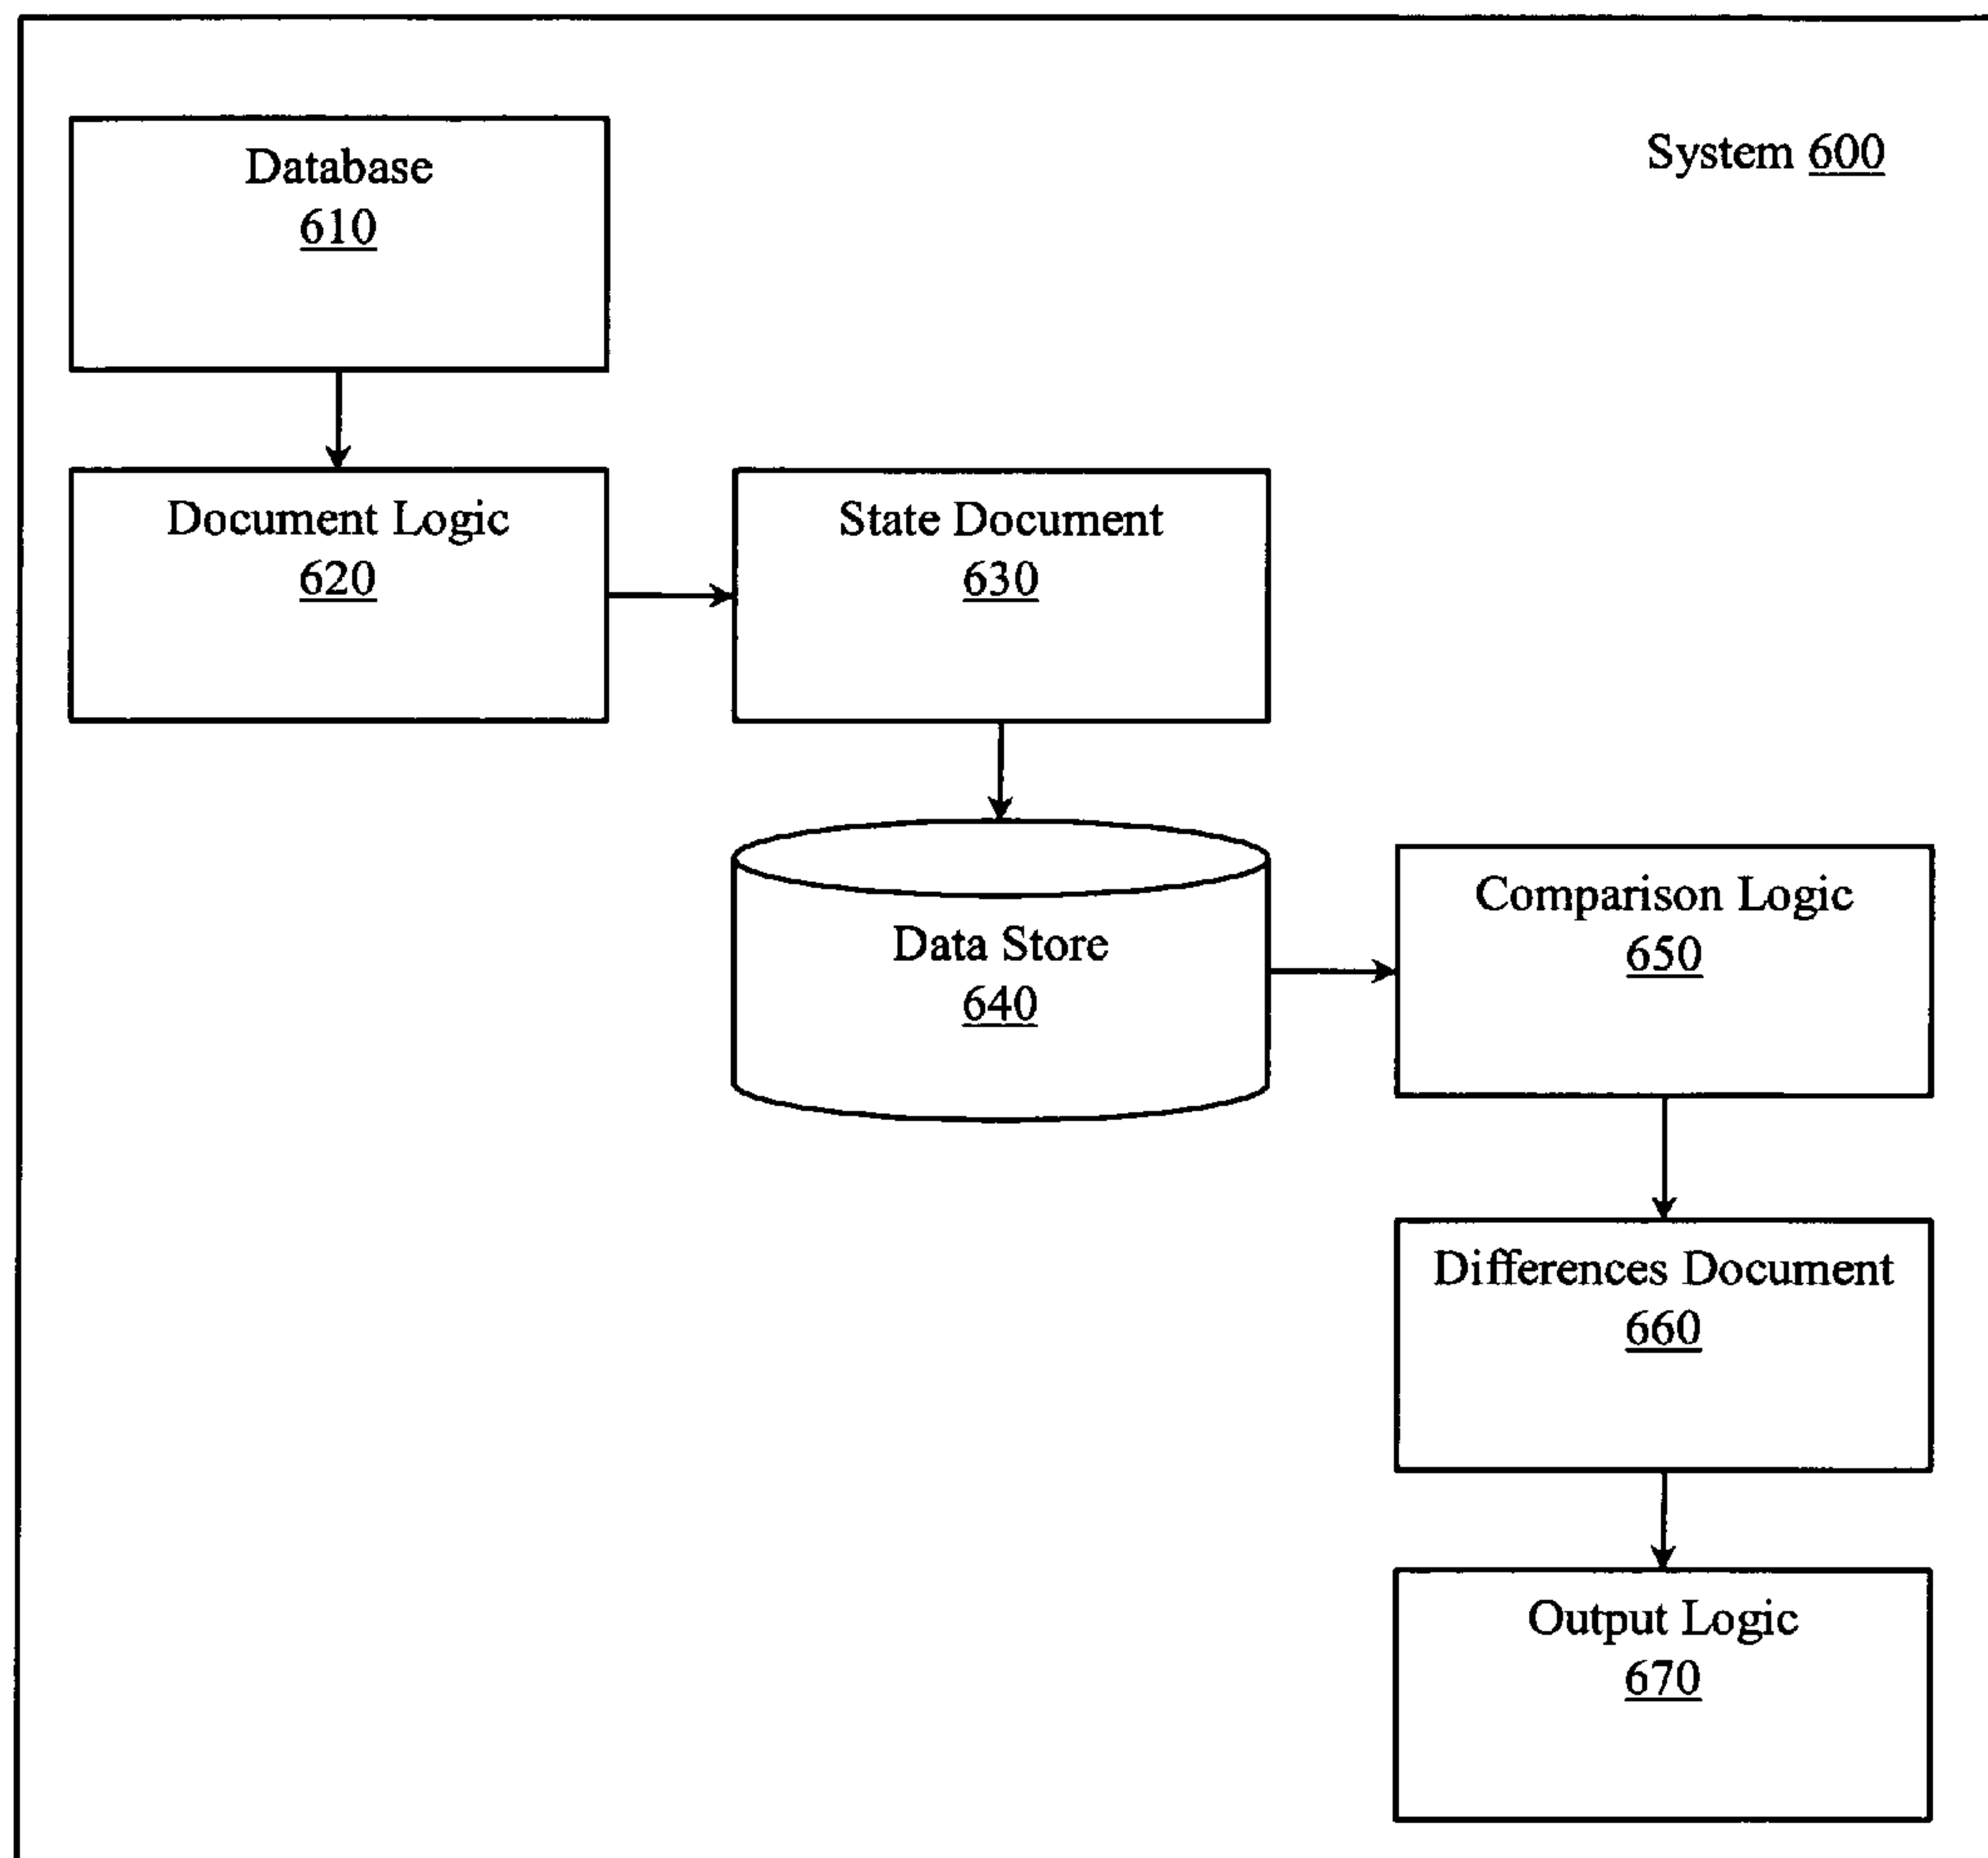 Database
610
System 600
Document Logic
620
State Document
630
Data Store
640
Comparison Logic
650
Differences Document
660
Output Logic
670